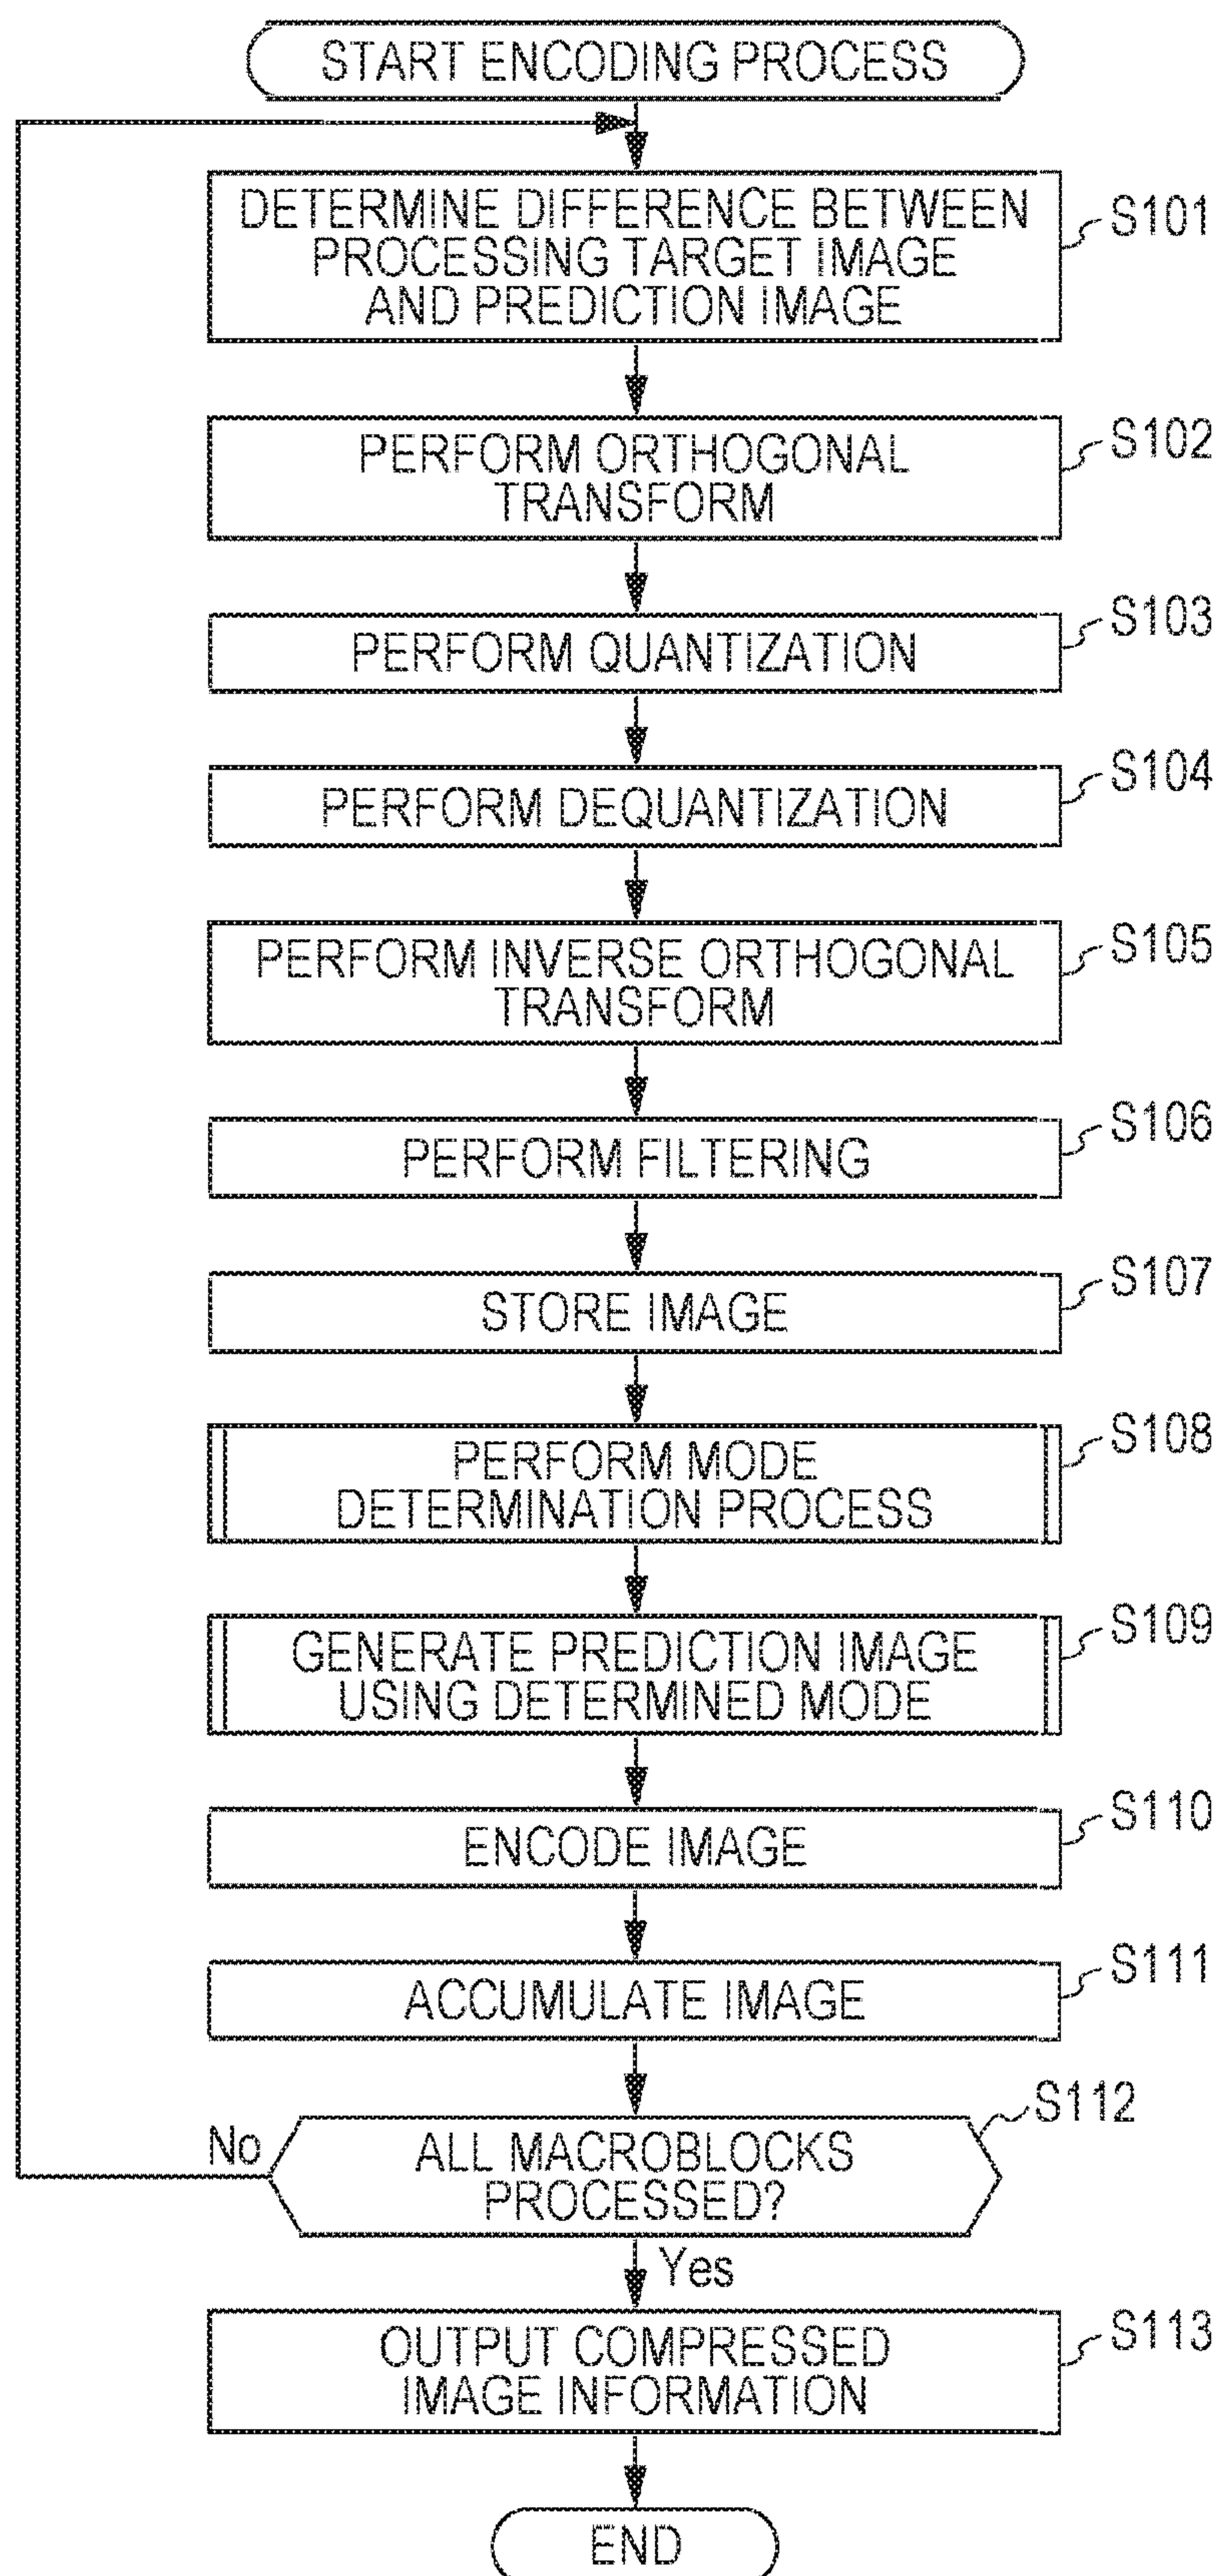 START ENCODING PROCESS
DETERMINE DIFFERENCE BETWEEN
PROCESSING TARGET IMAGE
AND PREDICTION IMAGE
S101
PERFORM ORTHOGONAL
TRANSFORM
S102
PERFORM QUANTIZATION
S103
PERFORM DEQUANTIZATION
S104
PERFORM INVERSE ORTHOGONAL
TRANSFORM
S105
PERFORM FILTERING
S106
STORE IMAGE
S107
PERFORM MODE
DETERMINATION PROCESS
S108
GENERATE PREDICTION IMAGE
USING DETERMINED MODE
S109
ENCODE IMAGE
S110
ACCUMULATE IMAGE
S111
ALL MACROBLOCKS
PROCESSED?
S112
No
Yes
OUTPUT COMPRESSED
IMAGE INFORMATION
S113
END